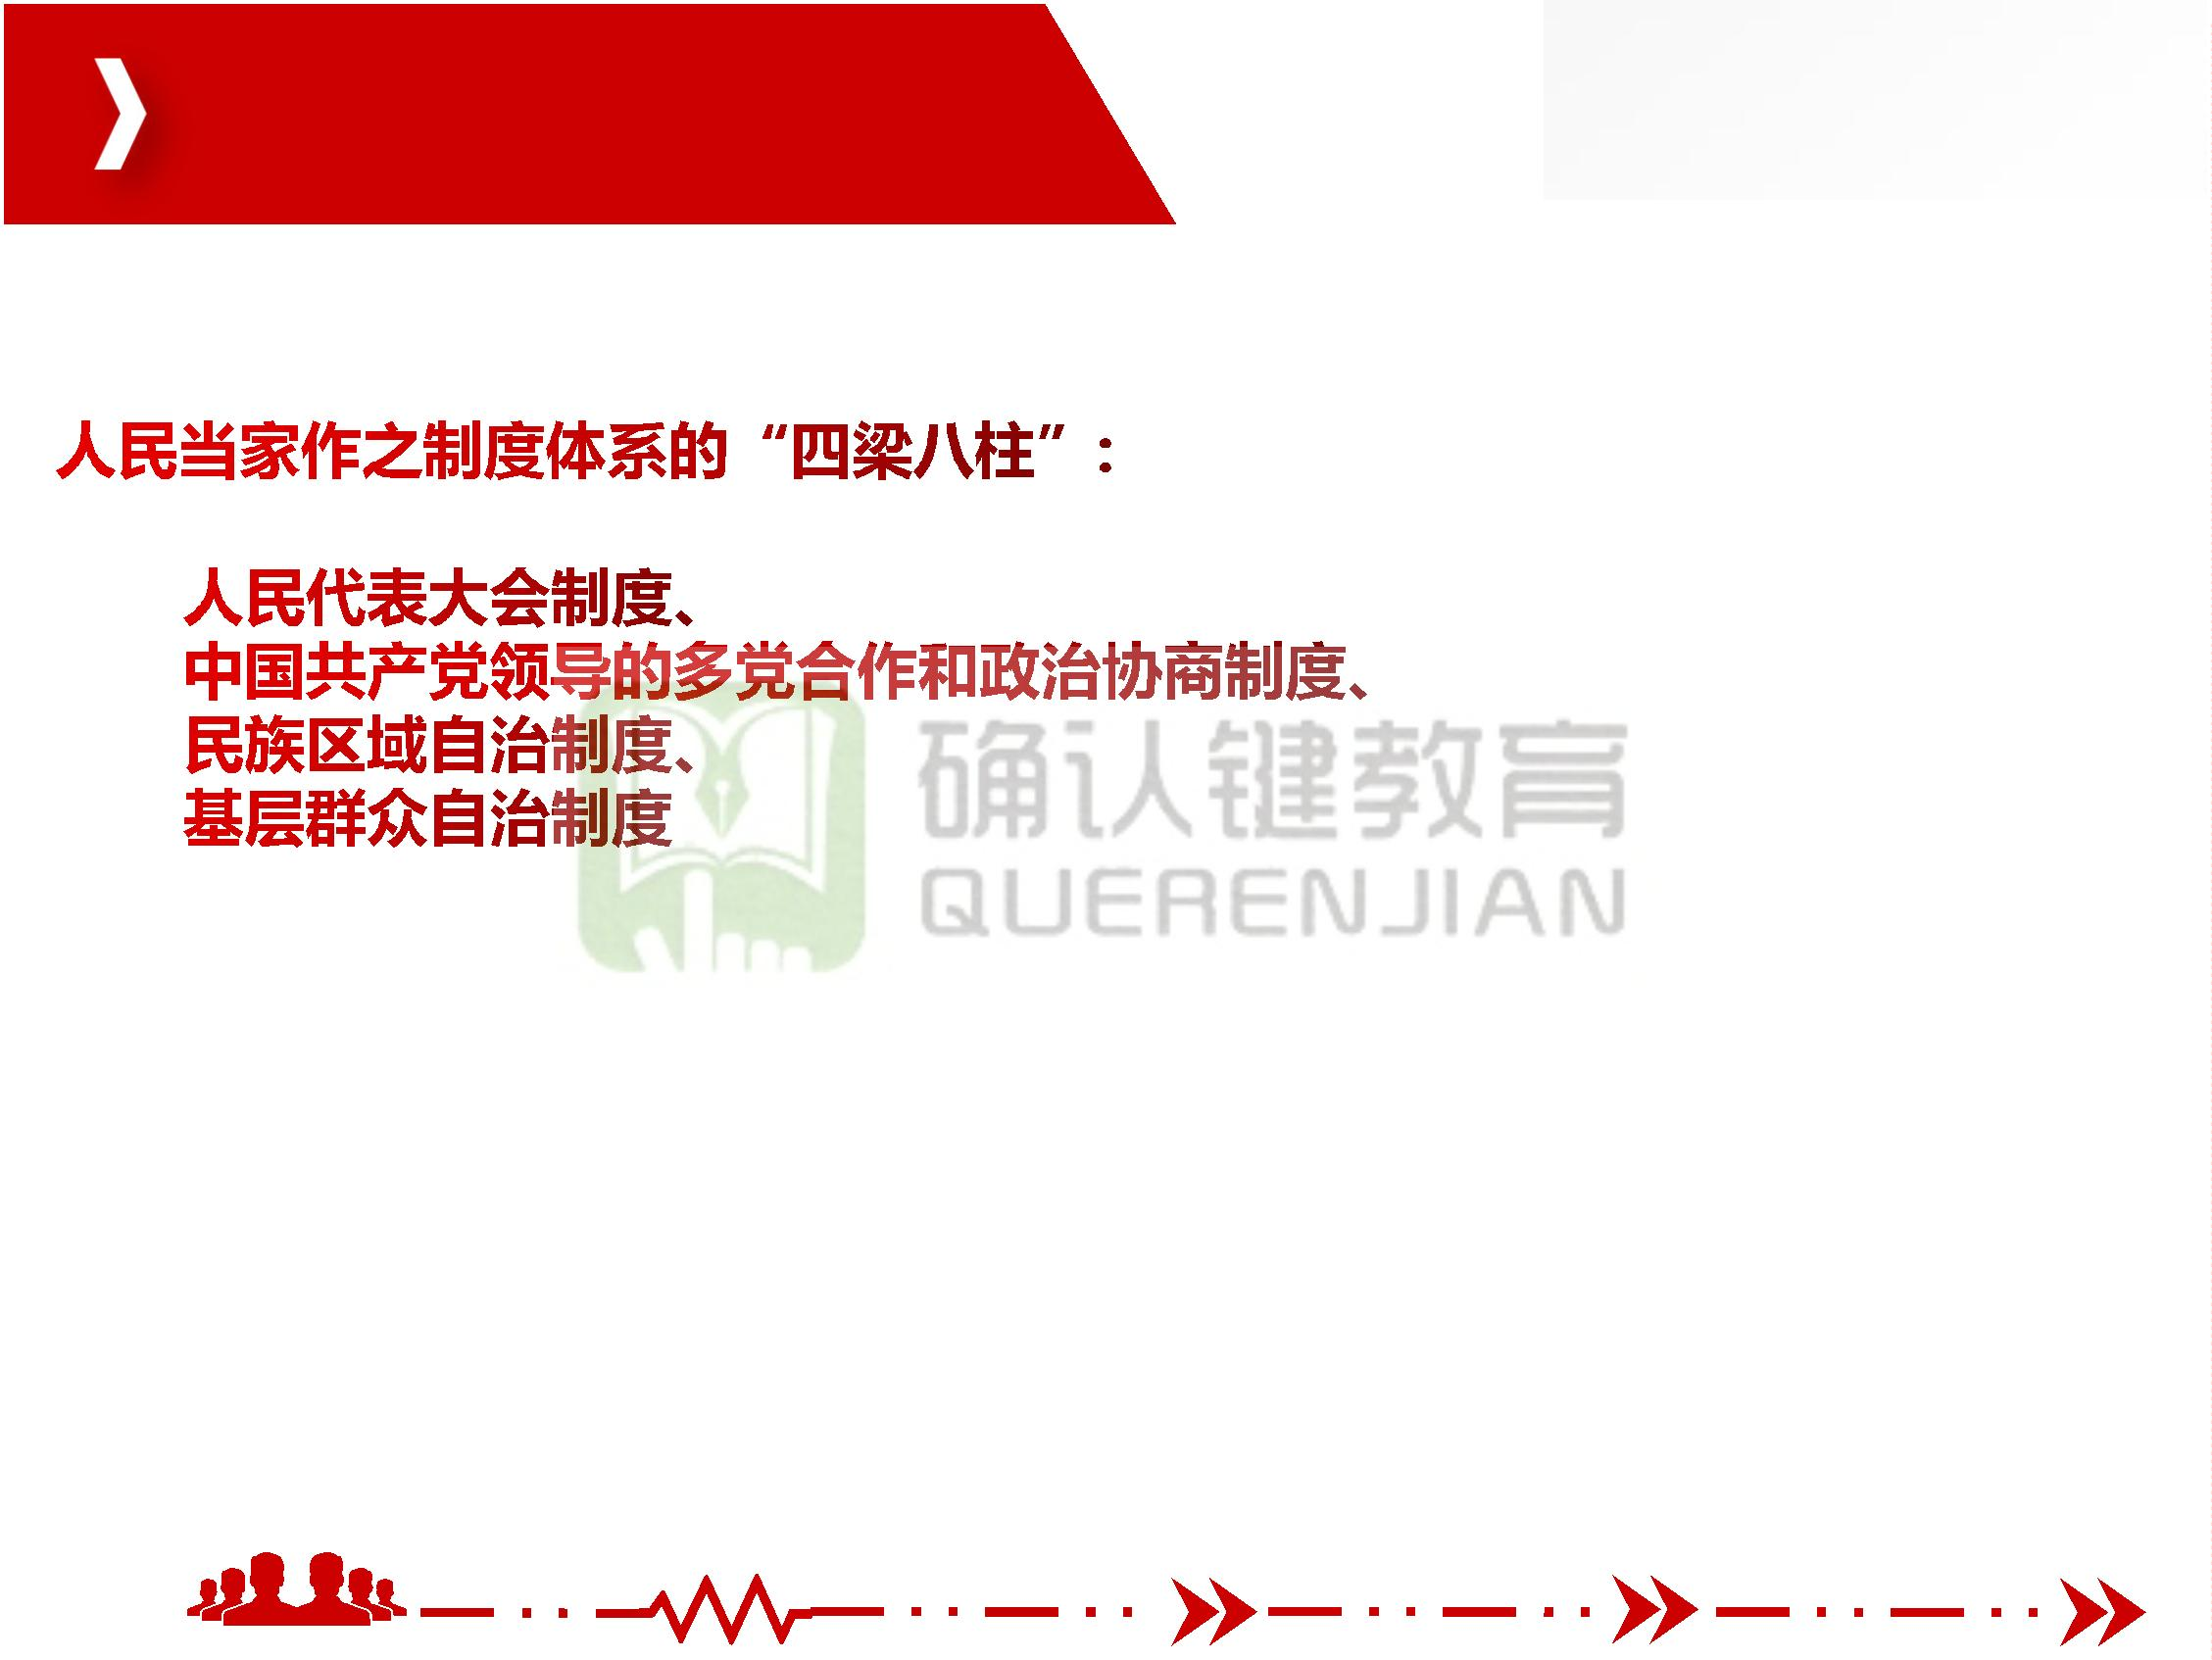 人民当家作之制度体系的“四梁八柱”：
人民代表大会制度、
中国共产党领导的多党合作和政治协商制度、
民族区域自治制度、
基层群众自治制度
确认键教育
QUERENJIAN